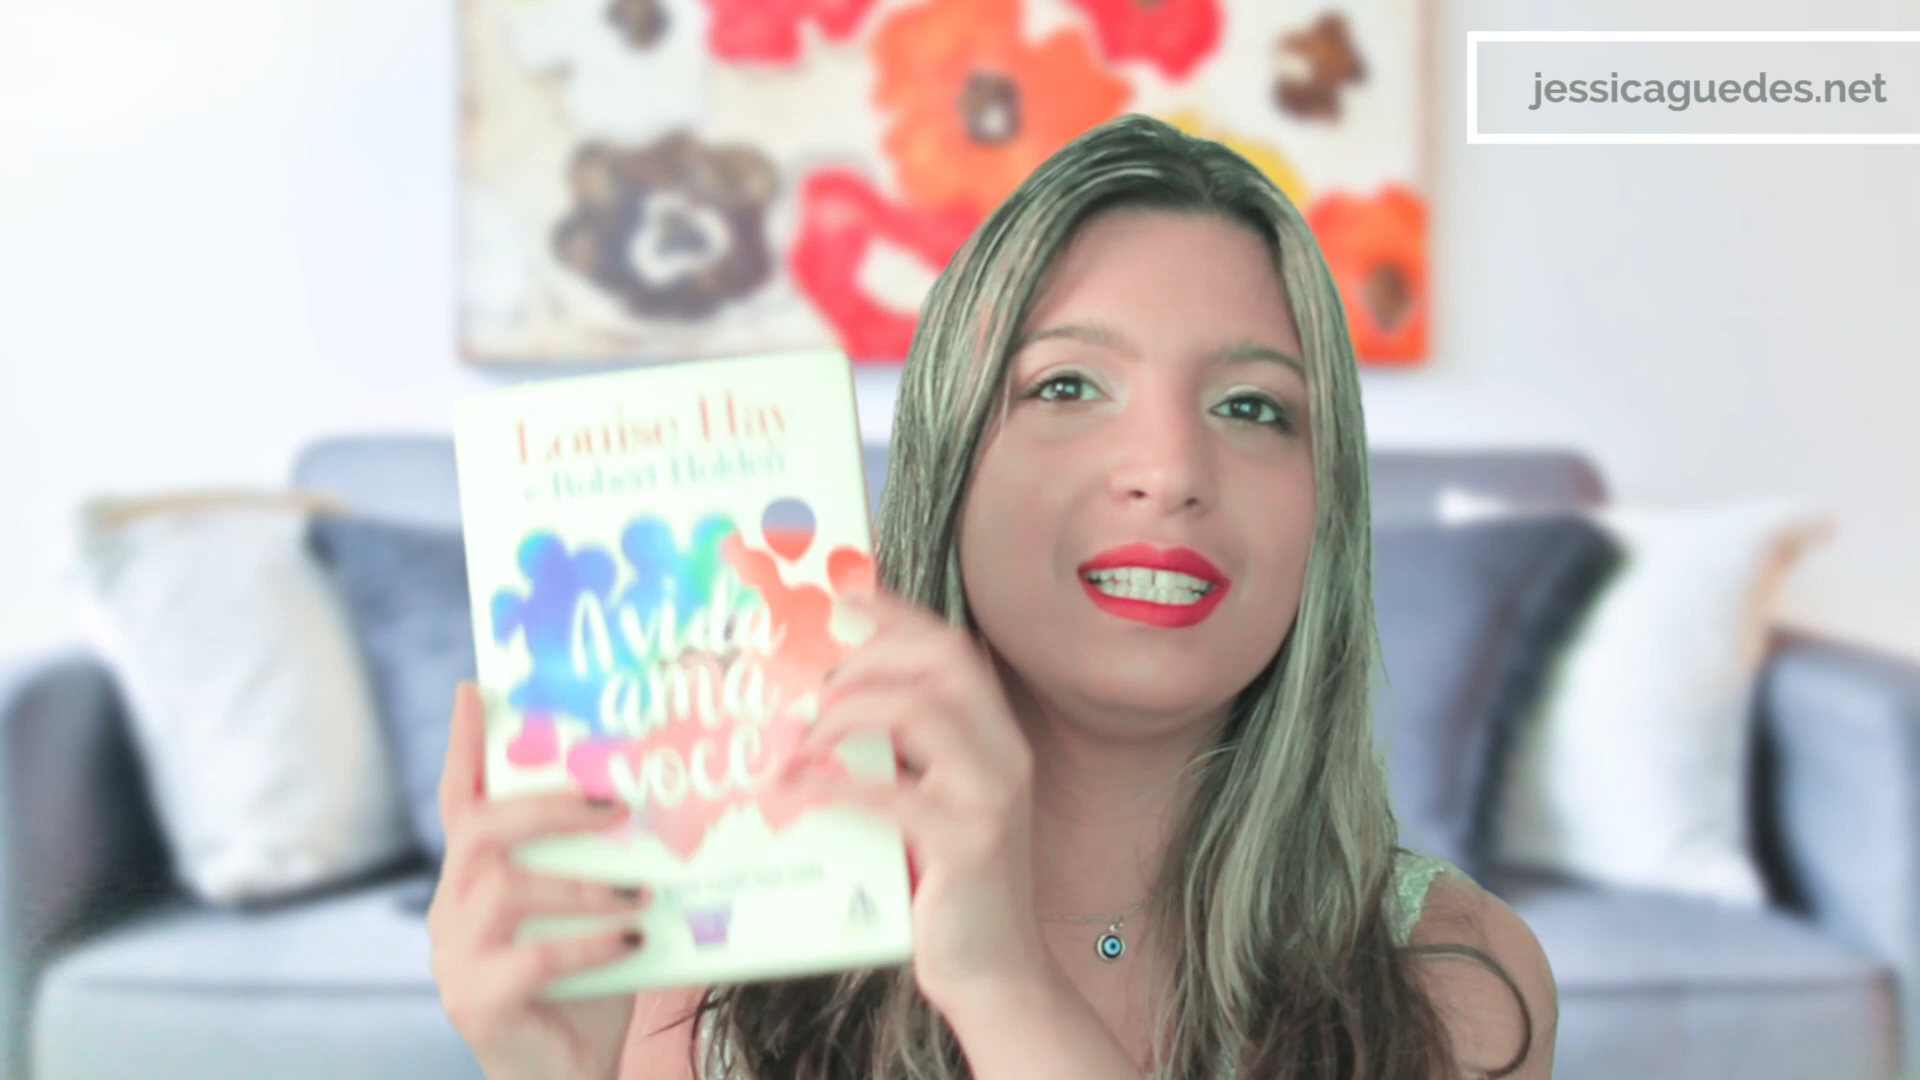 jessicaguedes.net
Louise Hay
e Robert Holden
A vida
ama
você